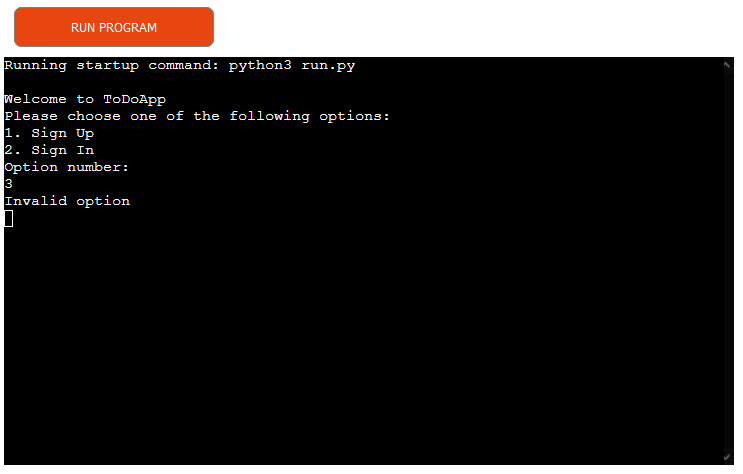 RUN PROGRAM
Running startup command: python3 run.py
Welcome to ToDoApp
Please choose one of the following options:
1. Sign Up
2. Sign In
Option number:
3
Invalid option